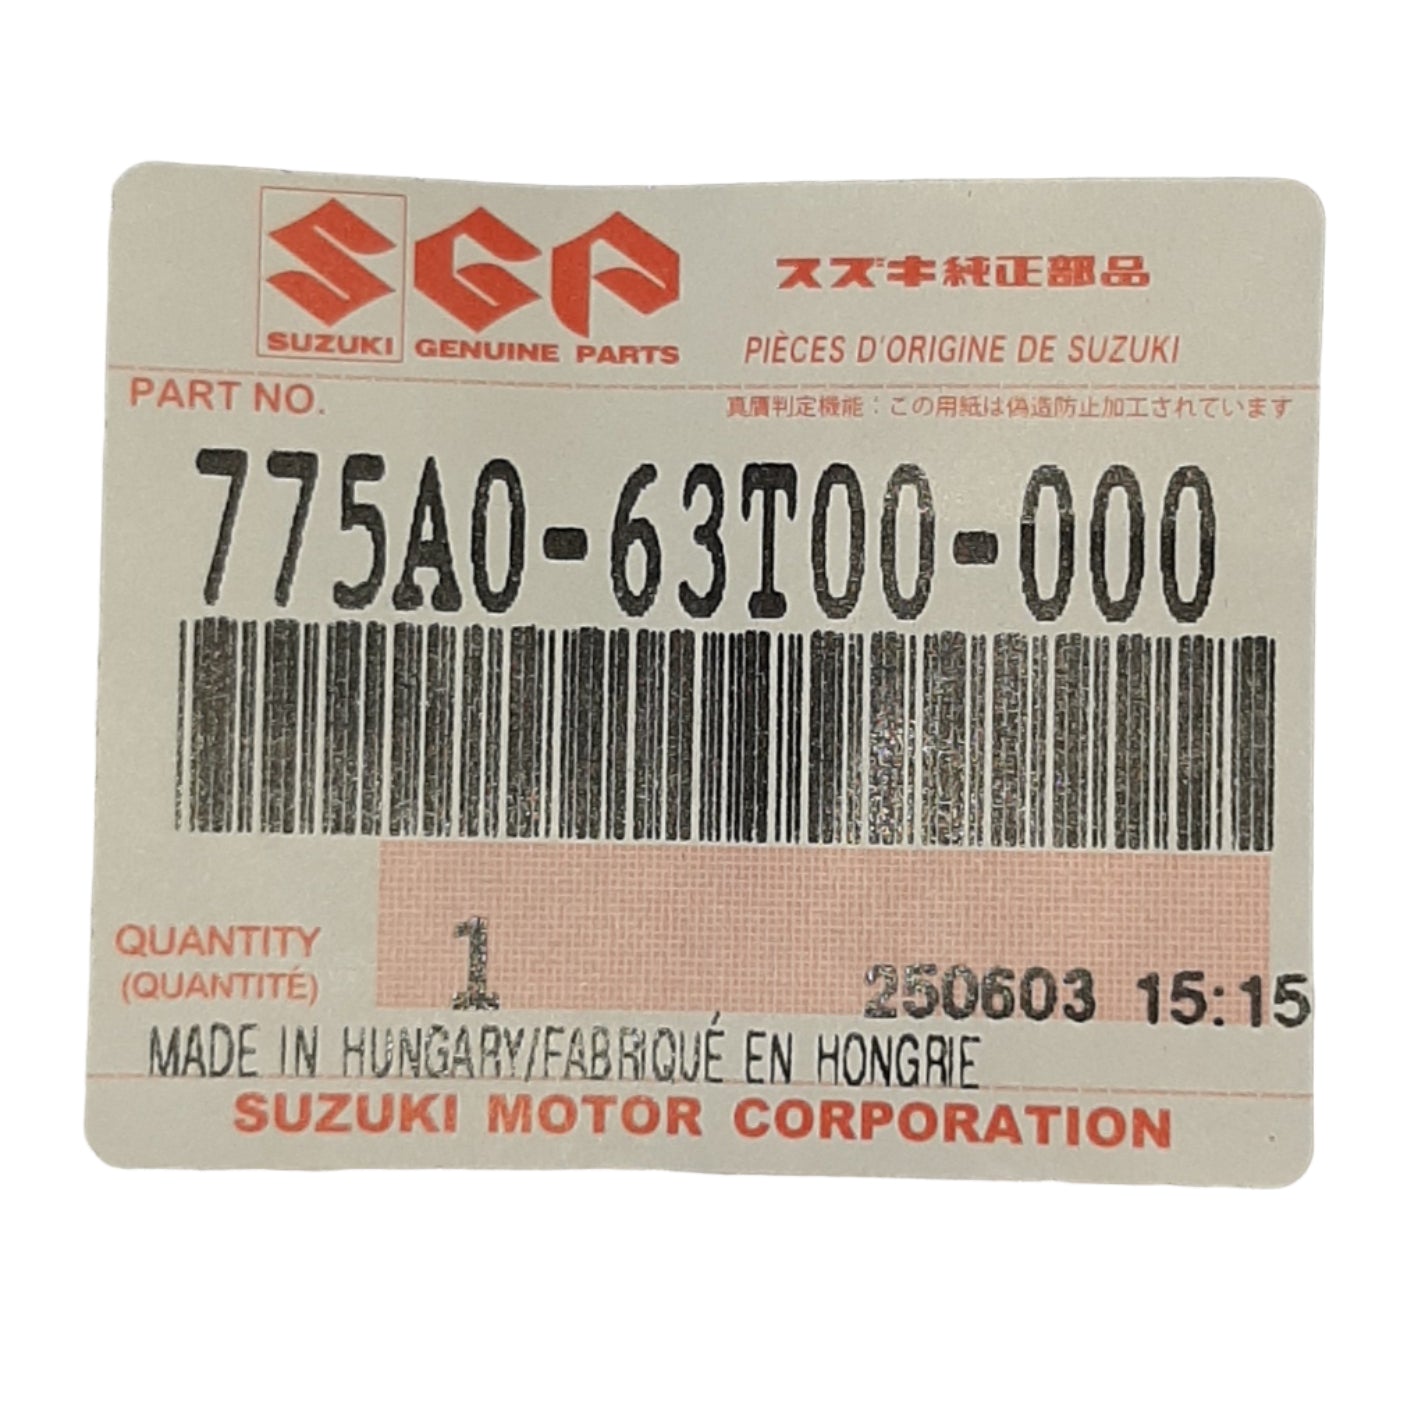 SGP
SUZUKI GENUINE PARTS
スズキ純正部品
PIÈCES D'ORIGINE DE SUZUKI
PART NO.
真贋判定機能：この用紙は偽造防止加工されています
775A0-63T00-000
QUANTITY
(QUANTITÉ)
1
250603 15:15
MADE IN HUNGARY/FABRIQUÉ EN HONGRIE
SUZUKI MOTOR CORPORATION